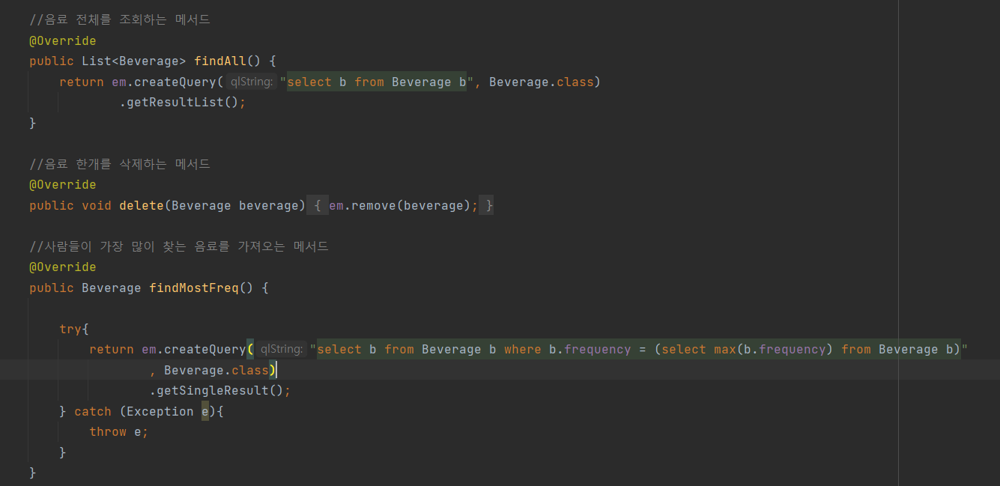 //음료 전체를 조회하는 메서드
@Override
public List<Beverage> findAll() {
return em.createQuery( qlString: "select b from Beverage b", Beverage.class)
.getResultList();
}
//음료 한개를 삭제하는 메서드
@Override
public void delete(Beverage beverage) { em.remove(beverage); }
//사람들이 가장 많이 찾는 음료를 가져오는 메서드
@Override
public Beverage findMostFreq() {
try{
return em.createQuery( qlString: "select b from Beverage b where b.frequency = (select max(b.frequency) from Beverage b)"
, Beverage.class)
.getSingleResult();
} catch (Exception e){
throw e;
}
}